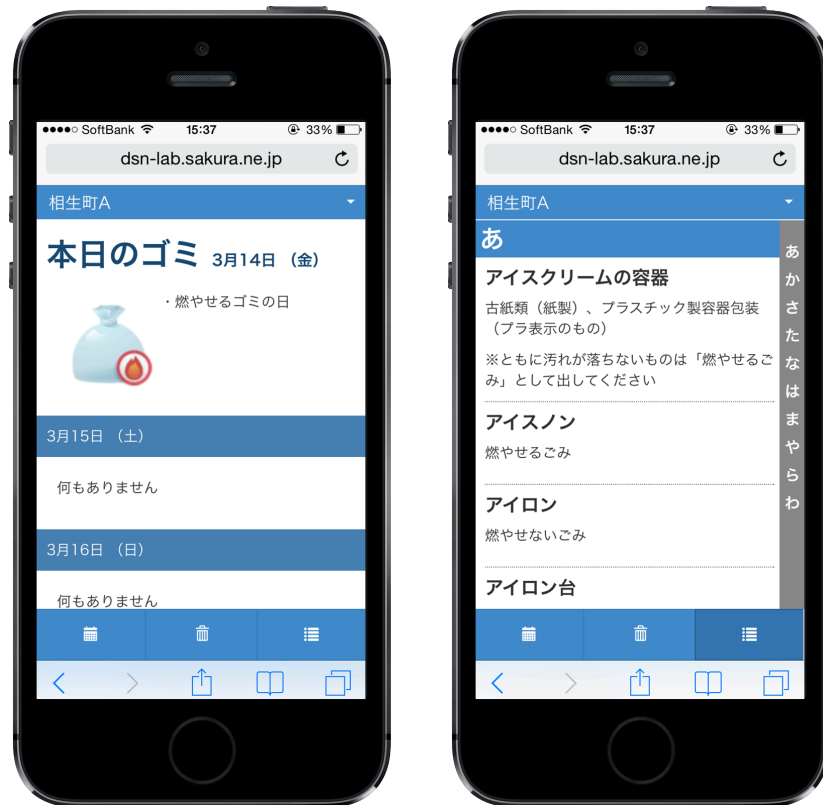 ●●●●○ SoftBank 15:37 33%
dsn-lab.sakura.ne.jp
相生町A
本日のゴミ 3月14日 （金）
・燃やせるゴミの日
3月15日 （土）
何もありません
3月16日 （日）
何もありません
●●●●○ SoftBank 15:37 33%
dsn-lab.sakura.ne.jp
相生町A
あ
アイスクリームの容器
古紙類（紙製）、プラスチック製容器包装
（プラ表示のもの）
※ともに汚れが落ちないものは「燃やせるご
み」として出してください
アイスノン
燃やせるごみ
アイロン
燃やせないごみ
アイロン台
あ
か
さ
た
な
は
ま
や
ら
わ